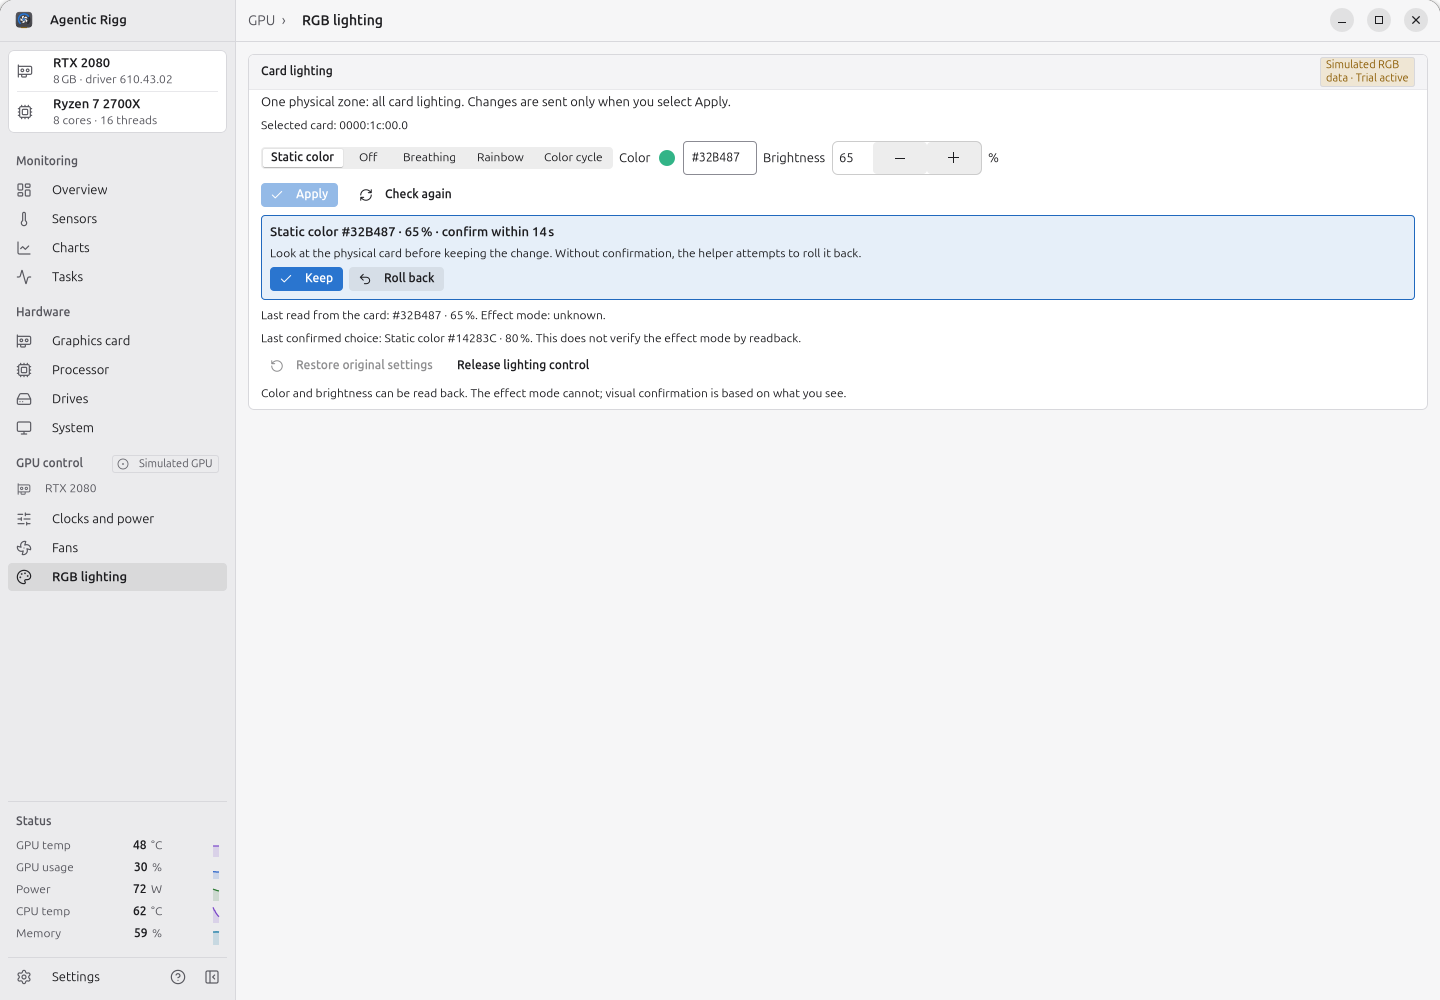 Agentic Rigg
GPU › RGB lighting
RTX 2080
8 GB · driver 610.43.02
Ryzen 7 2700X
8 cores · 16 threads
Monitoring
Overview
Sensors
Charts
Tasks
Hardware
Graphics card
Processor
Drives
System
GPU control
Simulated GPU
RTX 2080
Clocks and power
Fans
RGB lighting
Status
GPU temp 48 °C
GPU usage 30 %
Power 72 W
CPU temp 62 °C
Memory 59 %
Settings
Card lighting
Simulated RGB
data · Trial active
One physical zone: all card lighting. Changes are sent only when you select Apply.
Selected card: 0000:1c:00.0
Static color Off Breathing Rainbow Color cycle Color #32B487 Brightness 65 − + %
Apply Check again
Static color #32B487 · 65 % · confirm within 14 s
Look at the physical card before keeping the change. Without confirmation, the helper attempts to roll it back.
Keep Roll back
Last read from the card: #32B487 · 65 %. Effect mode: unknown.
Last confirmed choice: Static color #14283C · 80 %. This does not verify the effect mode by readback.
Restore original settings Release lighting control
Color and brightness can be read back. The effect mode cannot; visual confirmation is based on what you see.